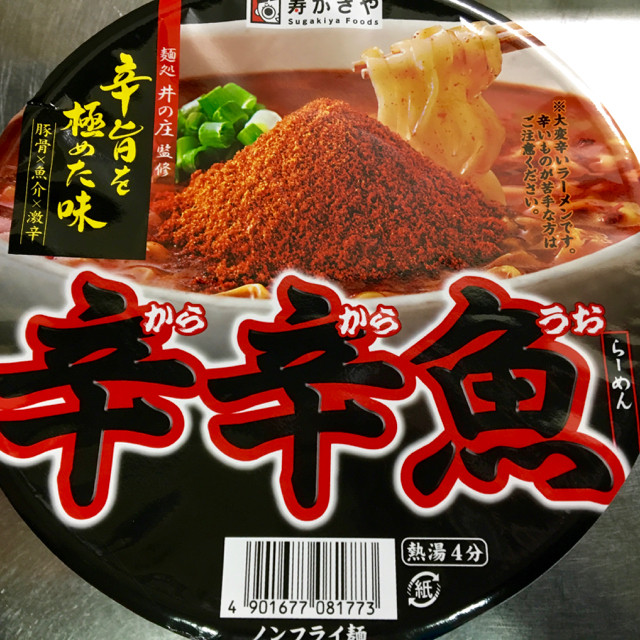 寿がきや
Sugakiya Foods
麺処 井の庄 監修
辛旨を
極めた味
豚骨×魚介×激辛
※大変辛いラーメンです。
辛いものが苦手な方は
ご注意ください。
から から うお
辛辛魚
らーめん
熱湯4分
紙
4 901677 081773
ノンフライ麺